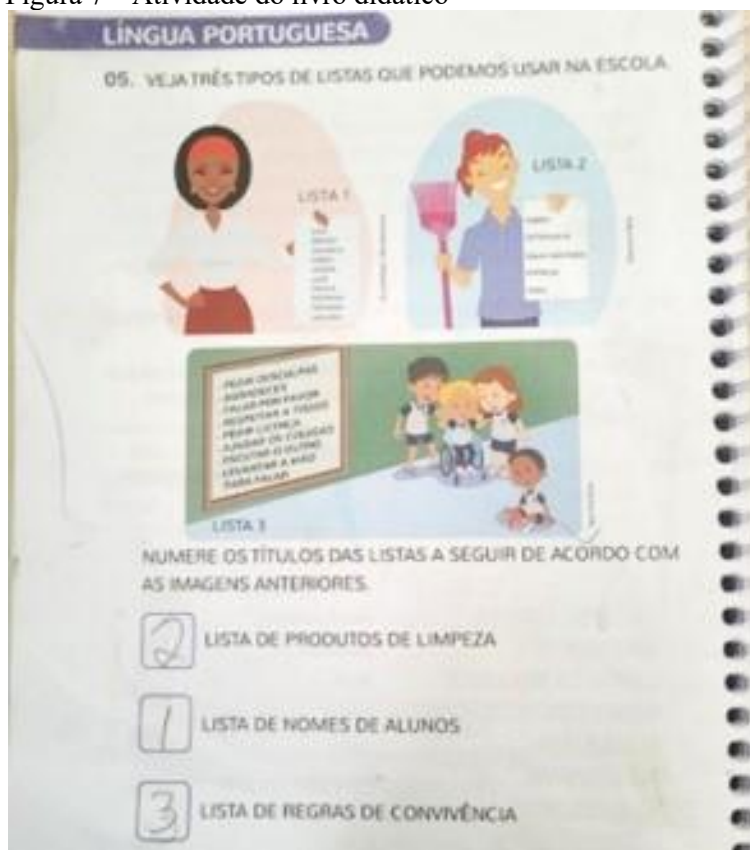 Figura 7 – Atividade do livro didático
LÍNGUA PORTUGUESA
05. VEJA TRÊS TIPOS DE LISTAS QUE PODEMOS USAR NA ESCOLA.
LISTA 1
LISTA 2
- PEDIR DESCULPAS
- AGRADECER
- FALAR POR FAVOR
- RESPEITAR A TODOS
- PEDIR LICENÇA
- AJUDAR OS COLEGAS
- ESCUTAR O OUTRO
- LEVANTAR A MÃO
PARA FALAR
LISTA 3
NUMERE OS TÍTULOS DAS LISTAS A SEGUIR DE ACORDO COM
AS IMAGENS ANTERIORES.
2 LISTA DE PRODUTOS DE LIMPEZA
1 LISTA DE NOMES DE ALUNOS
3 LISTA DE REGRAS DE CONVIVÊNCIA